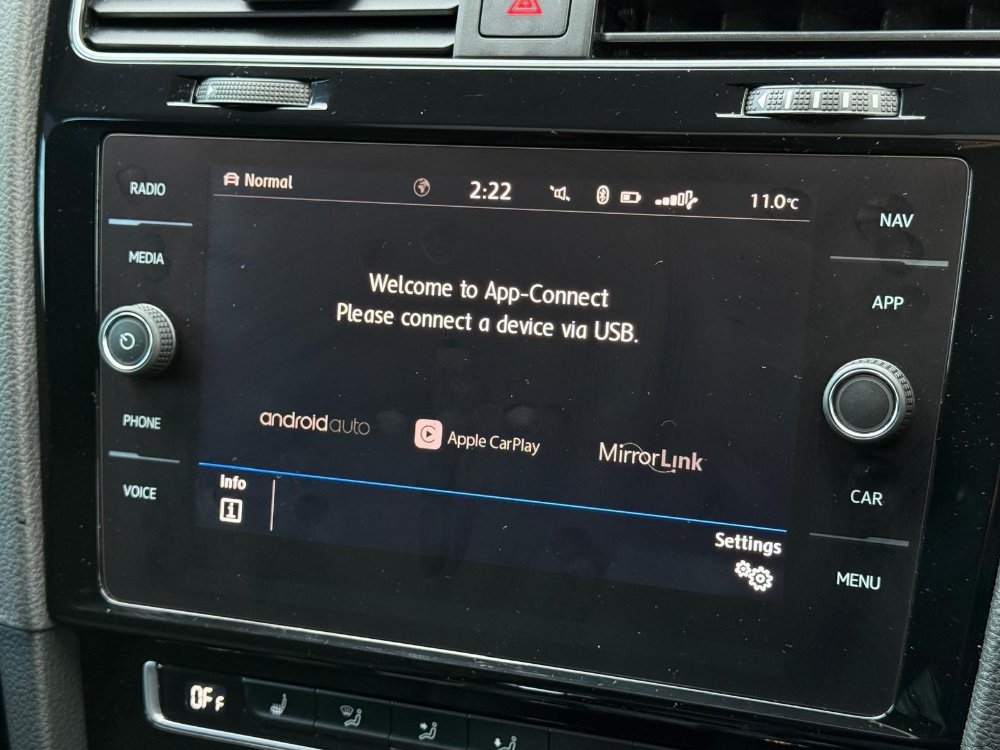 RADIO
MEDIA
PHONE
VOICE
Normal
2:22
11.0°C
Welcome to App-Connect
Please connect a device via USB.
androidauto
Apple CarPlay
MirrorLink
Info
Settings
NAV
APP
CAR
MENU
OFF